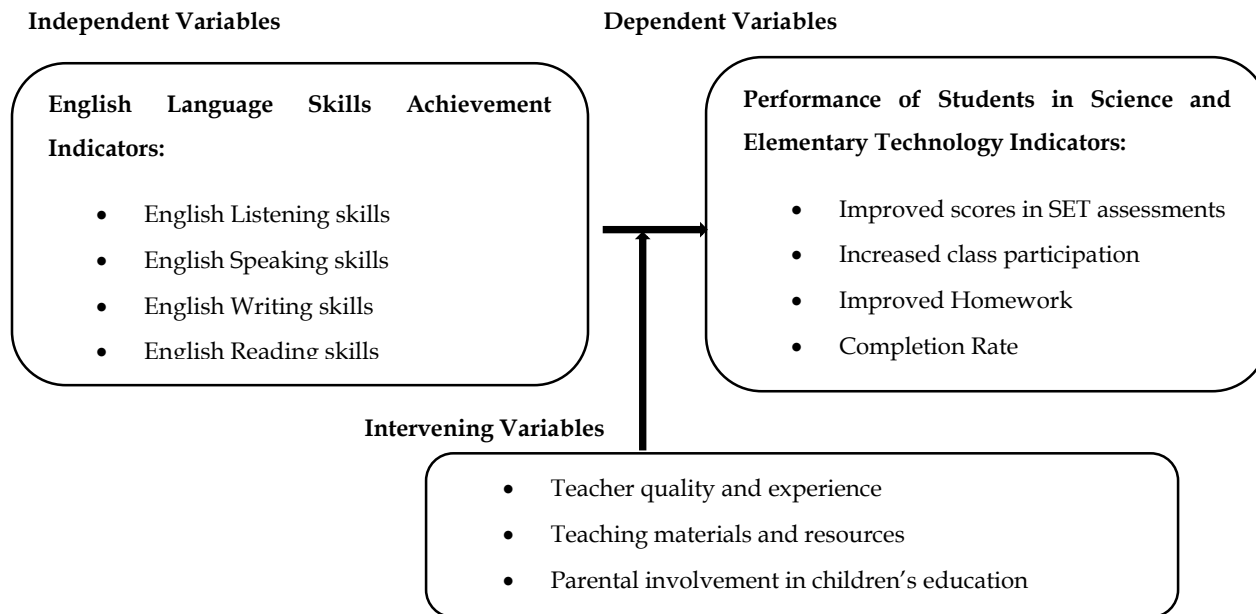 Independent Variables
Dependent Variables
English Language Skills Achievement
Indicators:
• English Listening skills
• English Speaking skills
• English Writing skills
• English Reading skills
Performance of Students in Science and
Elementary Technology Indicators:
• Improved scores in SET assessments
• Increased class participation
• Improved Homework
• Completion Rate
Intervening Variables
• Teacher quality and experience
• Teaching materials and resources
• Parental involvement in children’s education